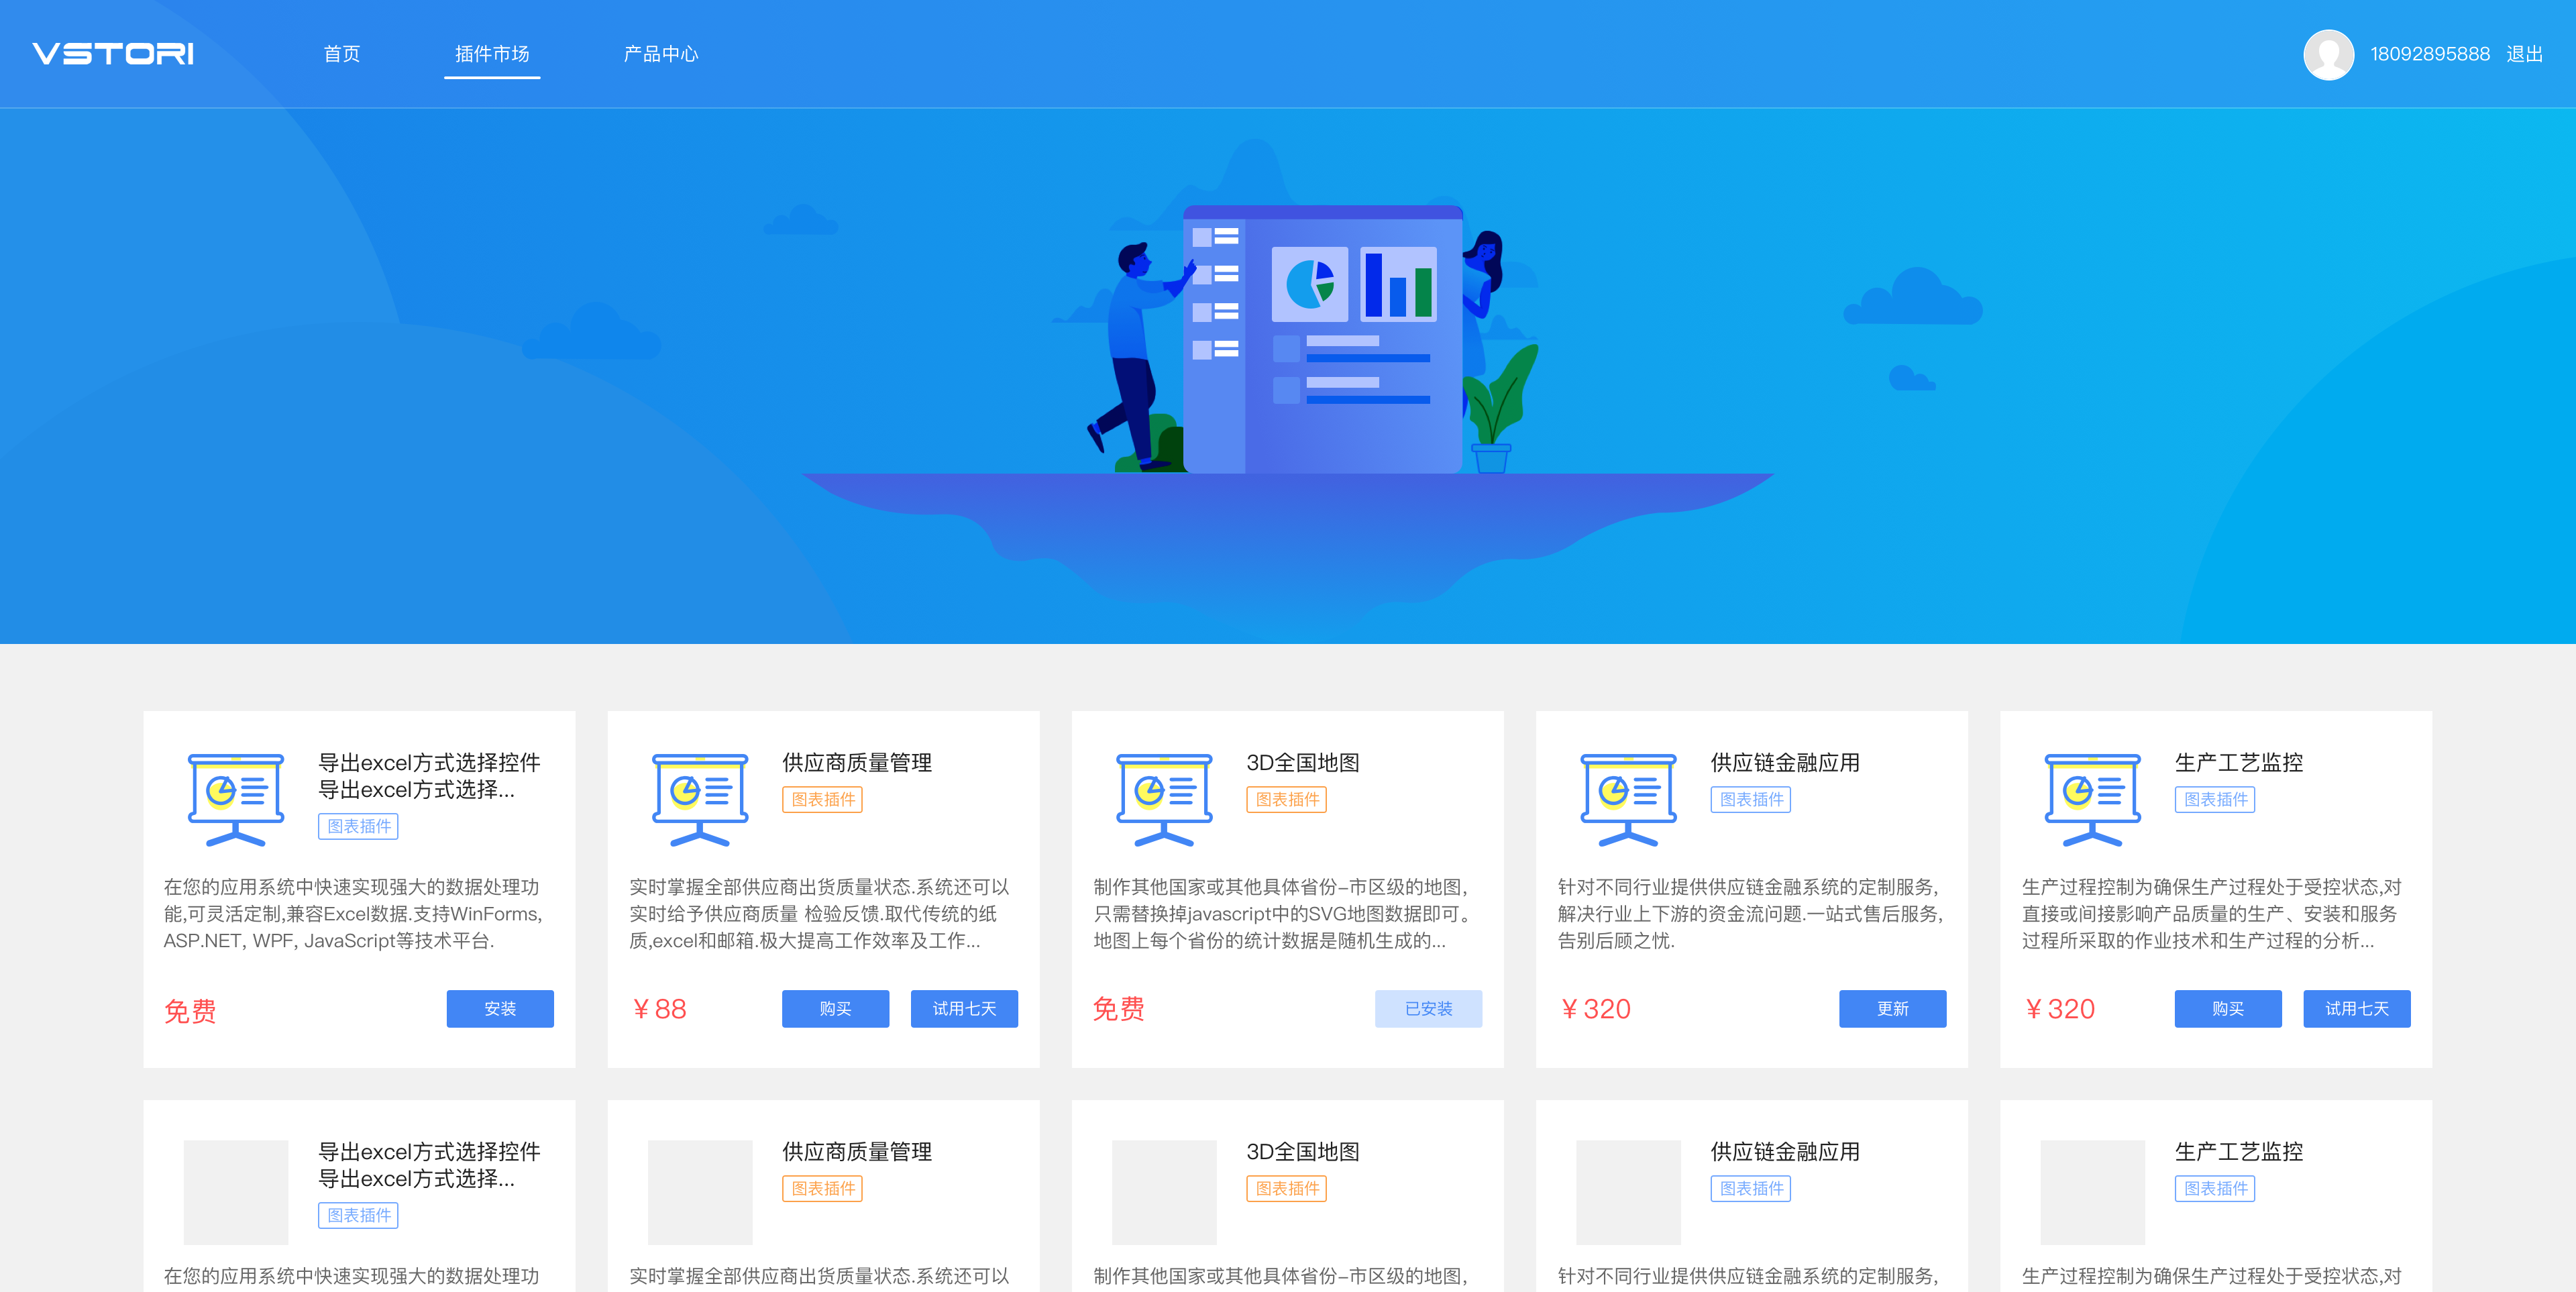 VSTORI
首页 插件市场 产品中心
18092895888 退出
导出excel方式选择控件
导出excel方式选择...
图表插件
在您的应用系统中快速实现强大的数据处理功
能,可灵活定制,兼容Excel数据.支持WinForms,
ASP.NET, WPF, JavaScript等技术平台.
免费
安装
供应商质量管理
图表插件
实时掌握全部供应商出货质量状态.系统还可以
实时给予供应商质量 检验反馈.取代传统的纸
质,excel和邮箱.极大提高工作效率及工作...
￥88
购买 试用七天
3D全国地图
图表插件
制作其他国家或其他具体省份–市区级的地图,
只需替换掉javascript中的SVG地图数据即可。
地图上每个省份的统计数据是随机生成的...
免费
已安装
供应链金融应用
图表插件
针对不同行业提供供应链金融系统的定制服务,
解决行业上下游的资金流问题.一站式售后服务,
告别后顾之忧.
￥320
更新
生产工艺监控
图表插件
生产过程控制为确保生产过程处于受控状态,对
直接或间接影响产品质量的生产、安装和服务
过程所采取的作业技术和生产过程的分析...
￥320
购买 试用七天
导出excel方式选择控件
导出excel方式选择...
图表插件
在您的应用系统中快速实现强大的数据处理功
供应商质量管理
图表插件
实时掌握全部供应商出货质量状态.系统还可以
3D全国地图
图表插件
制作其他国家或其他具体省份–市区级的地图,
供应链金融应用
图表插件
针对不同行业提供供应链金融系统的定制服务,
生产工艺监控
图表插件
生产过程控制为确保生产过程处于受控状态,对